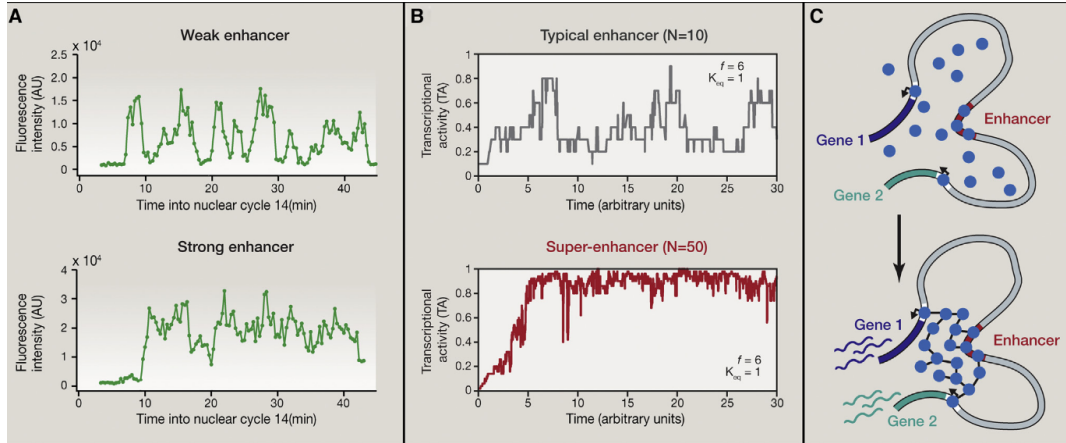 A
Weak enhancer
x 10⁴
Fluorescence
intensity (AU)
2.5
2.0
1.5
1.0
0.5
0
10
20
30
40
Time into nuclear cycle 14(min)
Strong enhancer
x 10⁴
Fluorescence
intensity (AU)
4
3
2
1
0
0
10
20
30
40
Time into nuclear cycle 14(min)
B
Typical enhancer (N=10)
Transcriptional
activity (TA)
1
0.8
0.6
0.4
0.2
f = 6
Keq = 1
0
5
10
15
20
25
30
Time (arbitrary units)
Super-enhancer (N=50)
Transcriptional
activity (TA)
1
0.8
0.6
0.4
0.2
0
f = 6
Keq = 1
0
5
10
15
20
25
30
Time (arbitrary units)
C
Enhancer
Gene 1
Gene 2
Gene 1
Enhancer
Gene 2